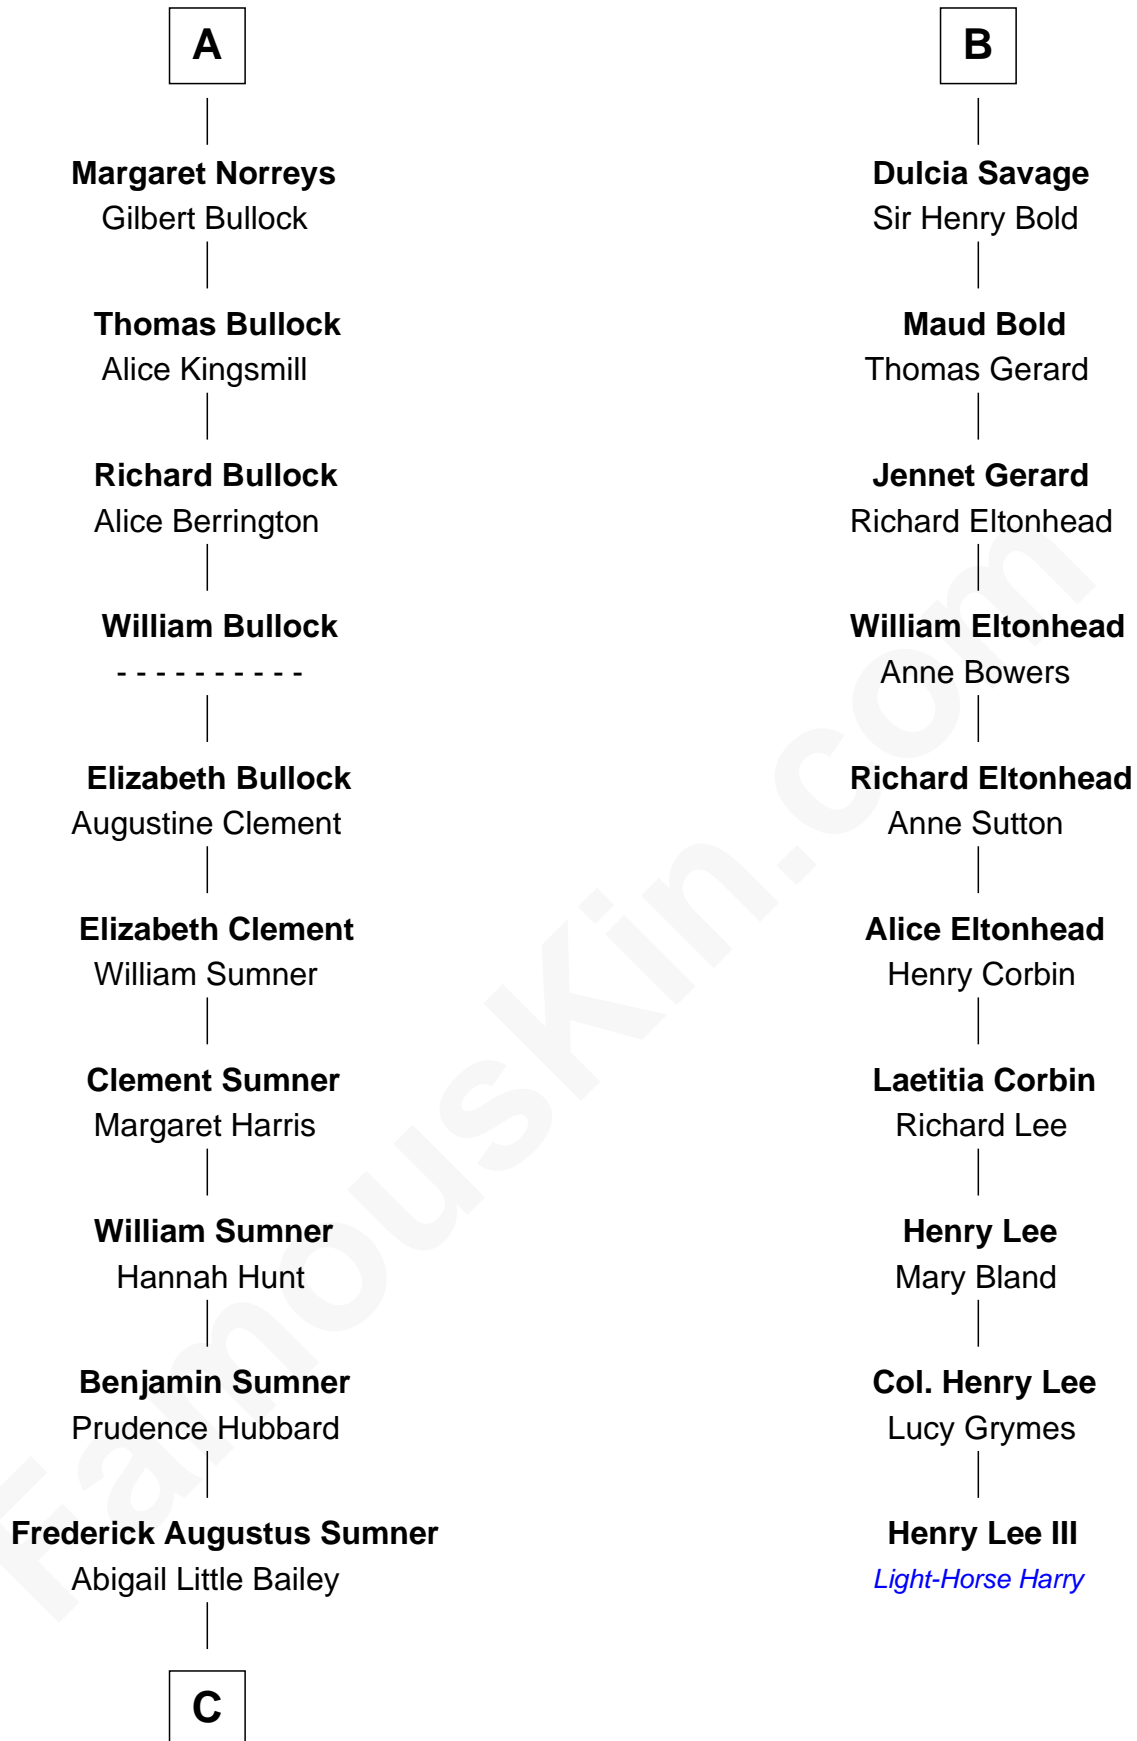 A
Margaret Norreys
Gilbert Bullock
Thomas Bullock
Alice Kingsmill
Richard Bullock
Alice Berrington
William Bullock
- - - - - - - - - -
Elizabeth Bullock
Augustine Clement
Elizabeth Clement
William Sumner
Clement Sumner
Margaret Harris
William Sumner
Hannah Hunt
Benjamin Sumner
Prudence Hubbard
Frederick Augustus Sumner
Abigail Little Bailey
C
B
Dulcia Savage
Sir Henry Bold
Maud Bold
Thomas Gerard
Jennet Gerard
Richard Eltonhead
William Eltonhead
Anne Bowers
Richard Eltonhead
Anne Sutton
Alice Eltonhead
Henry Corbin
Laetitia Corbin
Richard Lee
Henry Lee
Mary Bland
Col. Henry Lee
Lucy Grymes
Henry Lee III
Light-Horse Harry
FamousKin.com